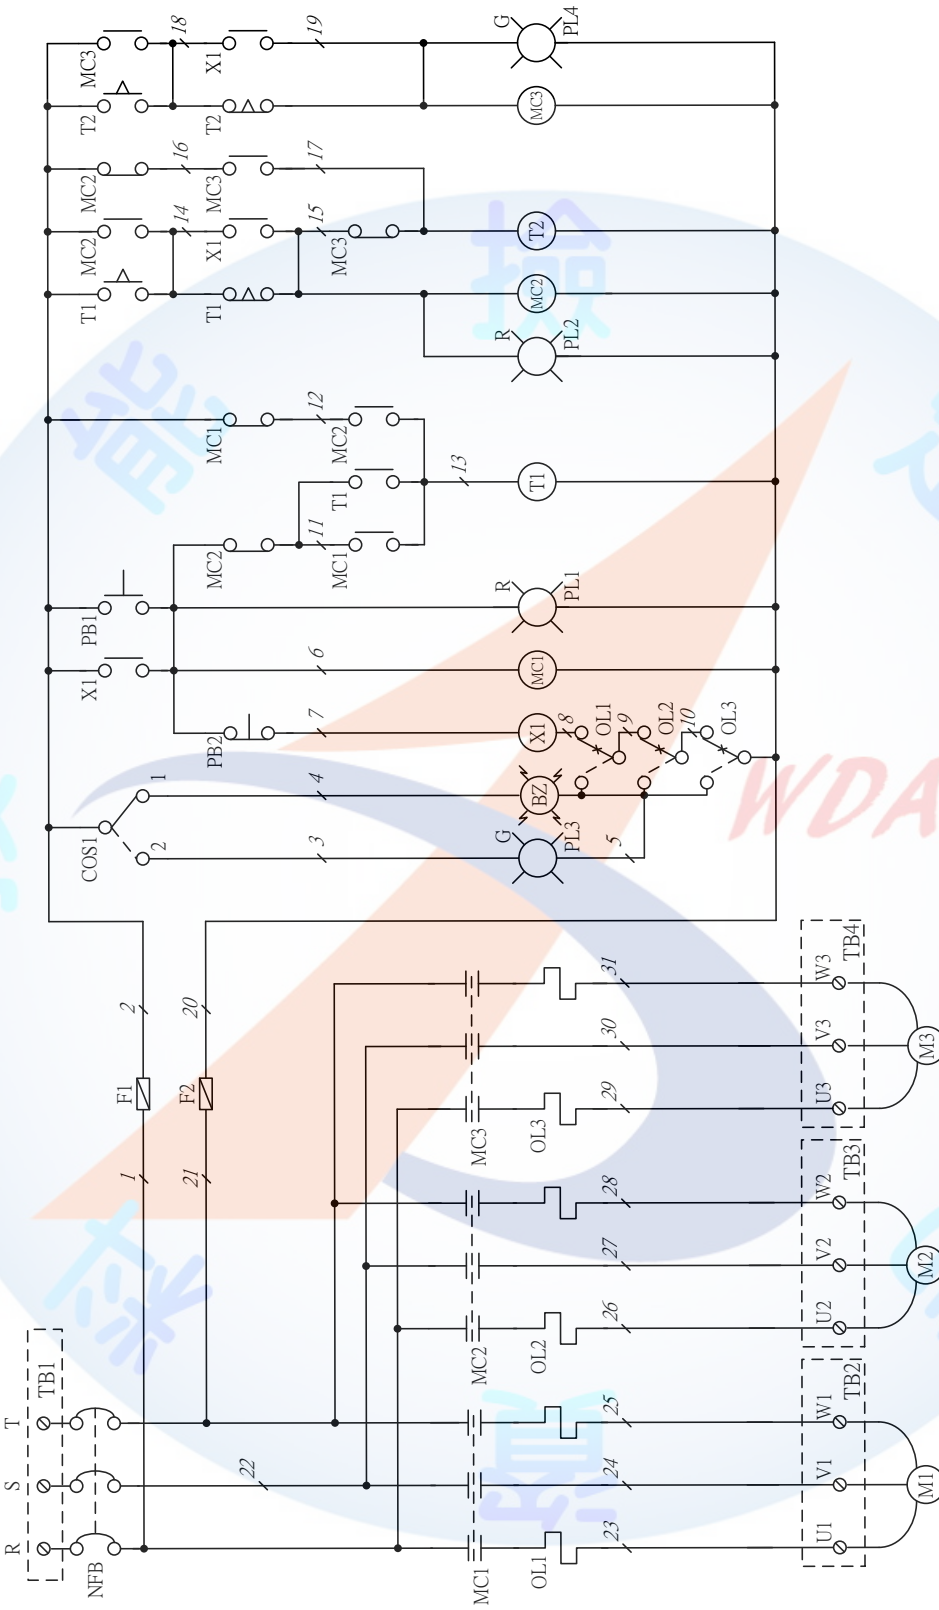 R S T
TB1
NFB COS1 X1 PB1 T1 MC2 MC2 T2 MC3
1 F1 2
2 1
21 F2 20 14 16 18
PB2 MC2 MC1 T1 X1 MC3 T2 X1
22
3 4 7 6 11 12 15 17 19
MC1 T1 MC2 MC3
13
MC1 MC2 MC3
G R R G
OL1 OL2 OL3 BZ X1 MC1 T1 MC2 T2 MC3
PL3 8 PL1 PL2 PL4
23 24 25 26 27 28 29 30 31 5 OL1
9 OL2
10 OL3
U1 V1 W1 U2 V2 W2 U3 V3 W3
TB2 TB3 TB4
M1 M2 M3
能
檢
WDA